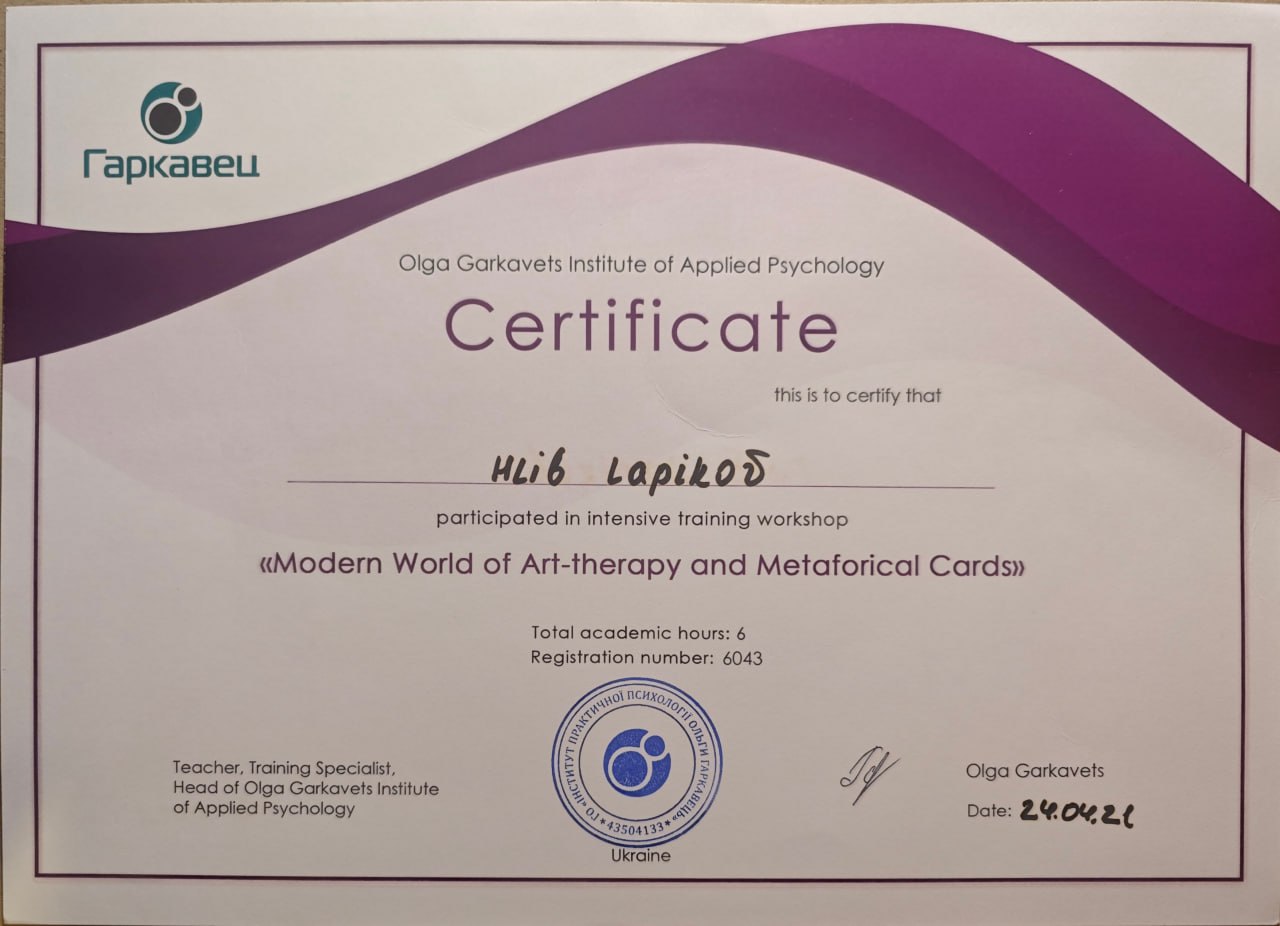 Гаркавец
Olga Garkavets Institute of Applied Psychology
Certificate
this is to certify that
Hlib Lapikov
participated in intensive training workshop
«Modern World of Art-therapy and Metaforical Cards»
Total academic hours: 6
Registration number: 6043
Teacher, Training Specialist,
Head of Olga Garkavets Institute
of Applied Psychology
ГО «ІНСТИТУТ ПРАКТИЧНОЇ ПСИХОЛОГІЇ ОЛЬГИ ГАРКАВЕЦЬ»
*43504133*
Ukraine
Olga Garkavets
Date: 24.04.21